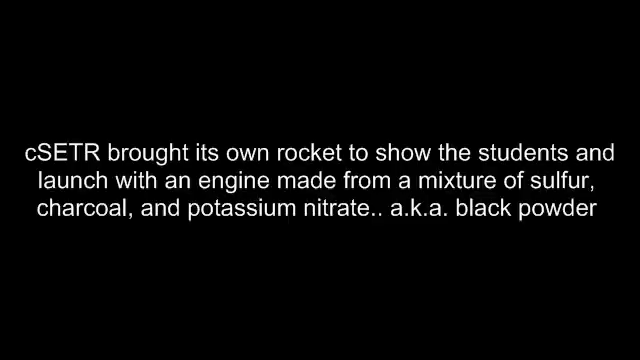 cSETR brought its own rocket to show the students and
launch with an engine made from a mixture of sulfur,
charcoal, and potassium nitrate.. a.k.a. black powder